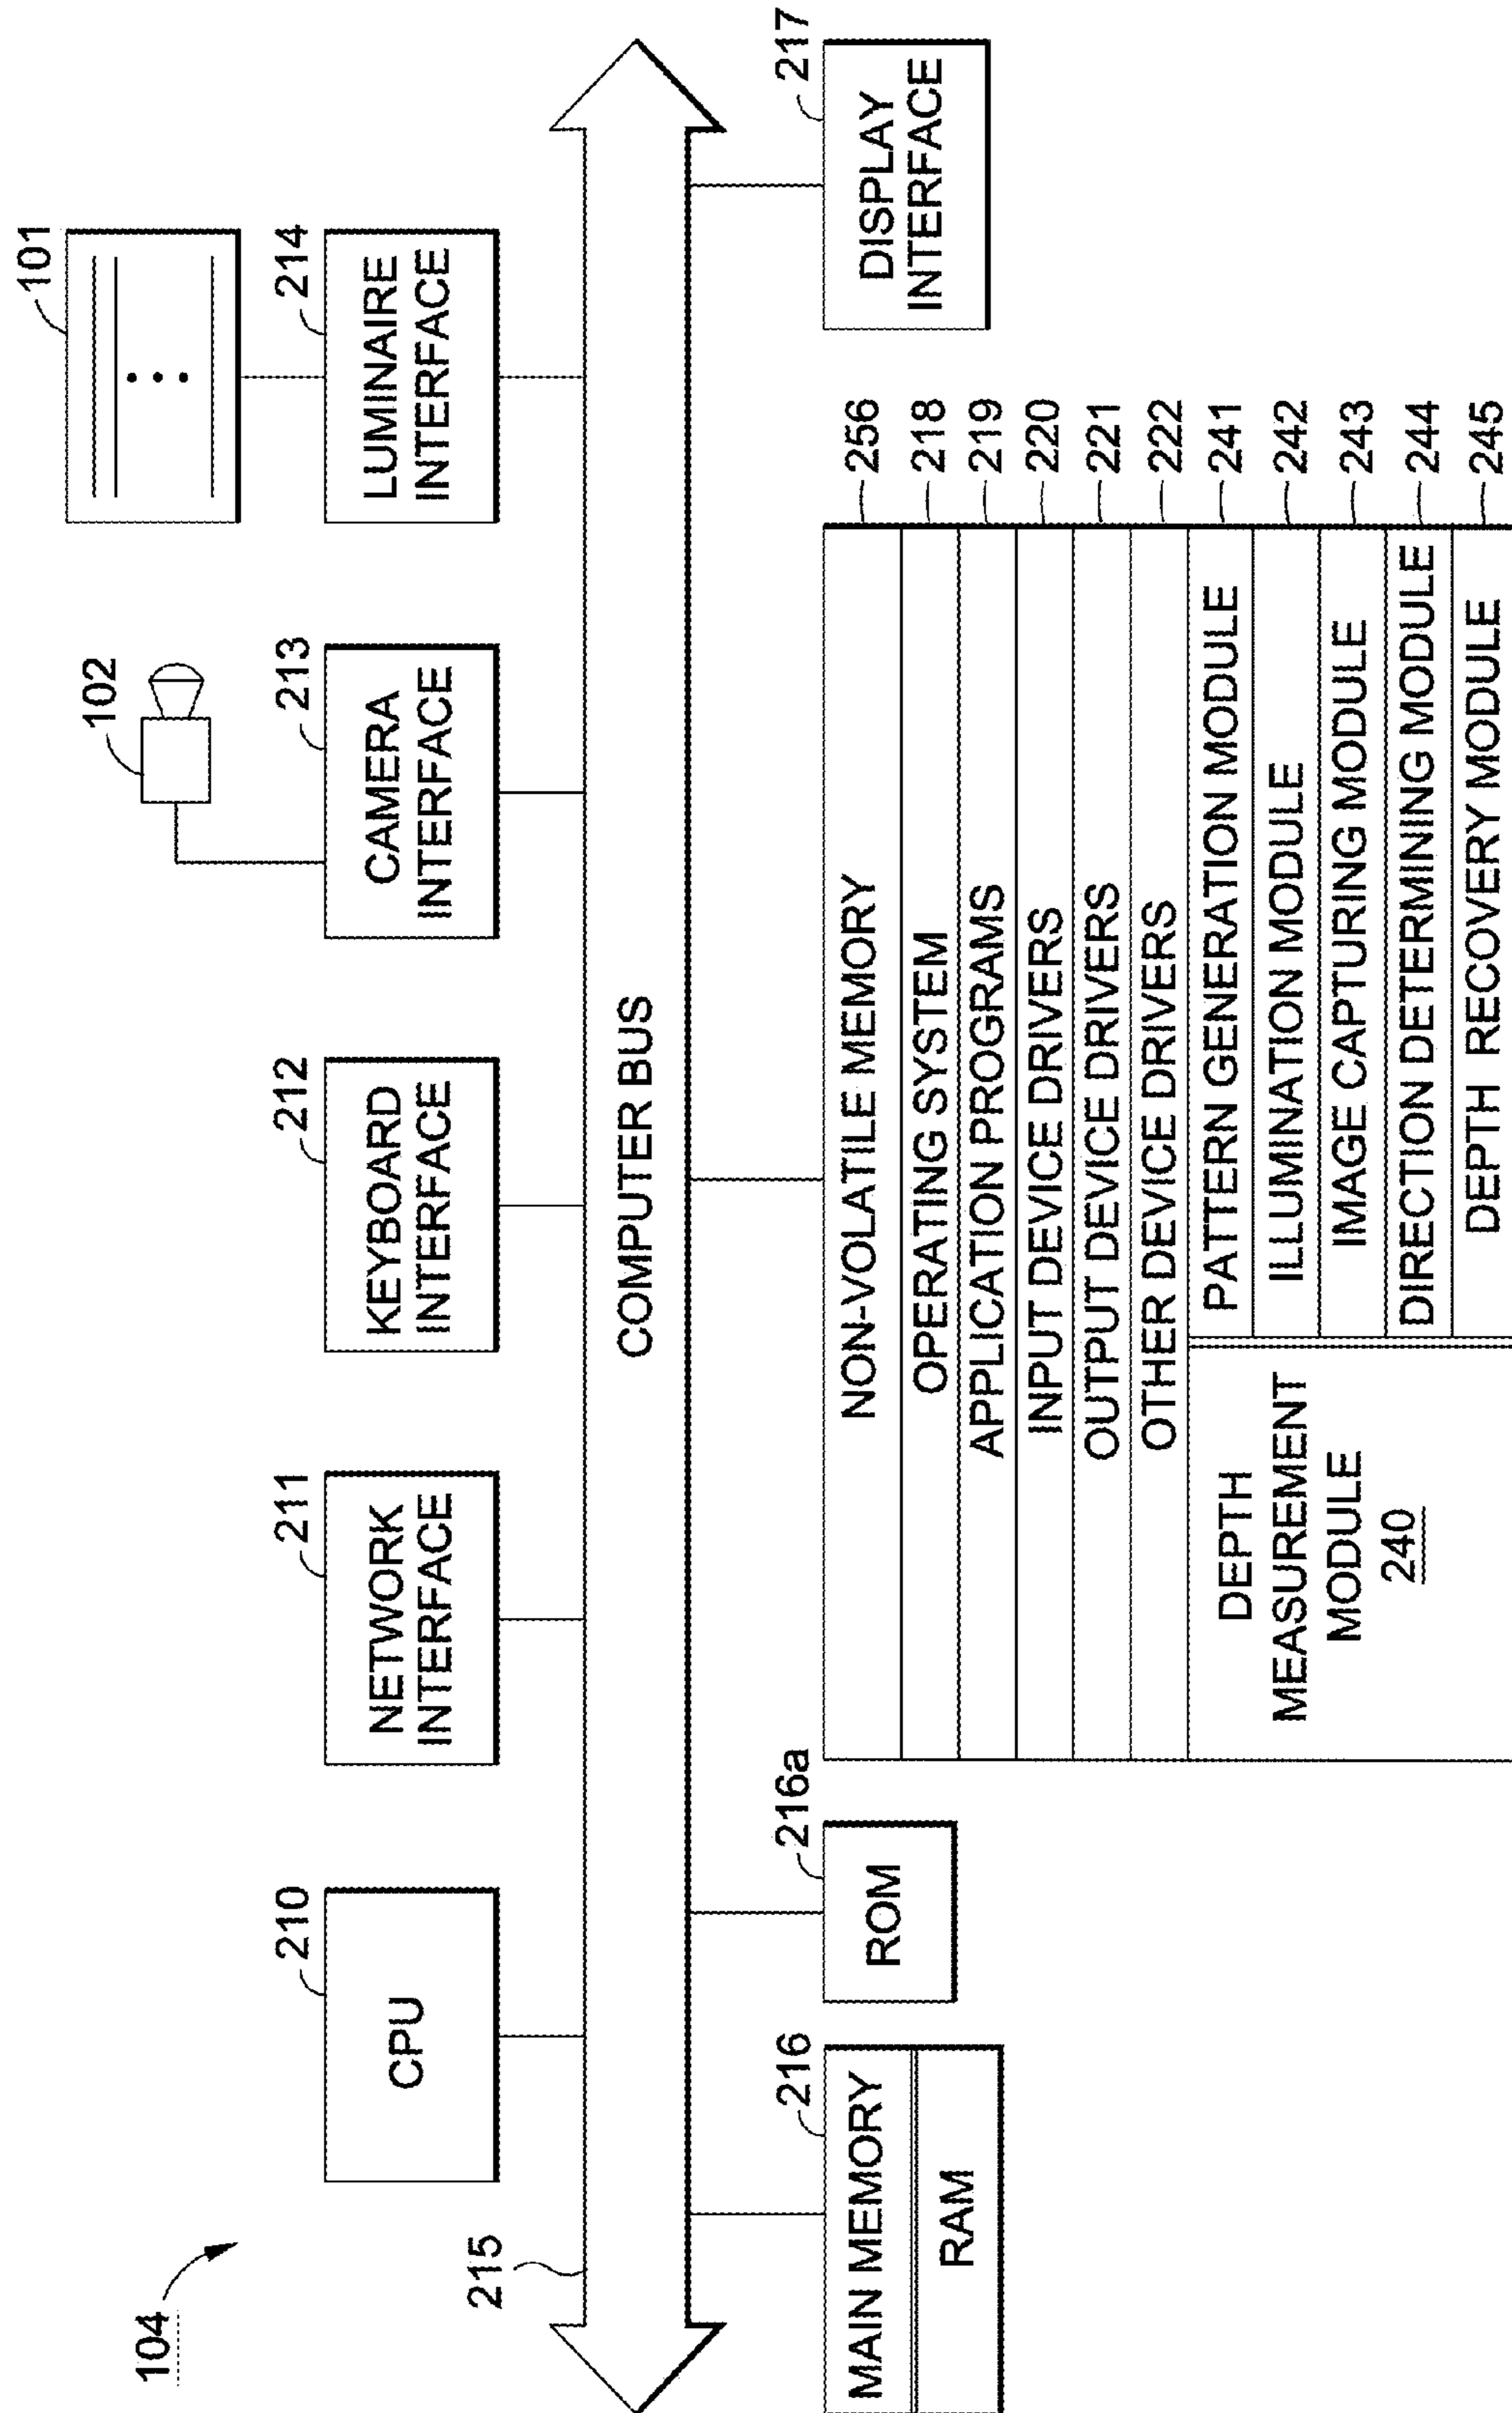 104
101
102
210
CPU
211
NETWORK
INTERFACE
212
KEYBOARD
INTERFACE
213
CAMERA
INTERFACE
214
LUMINAIRE
INTERFACE
215
COMPUTER BUS
216
MAIN MEMORY
RAM
216a
ROM
NON-VOLATILE MEMORY
256
OPERATING SYSTEM
218
APPLICATION PROGRAMS
219
INPUT DEVICE DRIVERS
220
OUTPUT DEVICE DRIVERS
221
OTHER DEVICE DRIVERS
222
DEPTH
MEASUREMENT
MODULE
240
PATTERN GENERATION MODULE
241
ILLUMINATION MODULE
242
IMAGE CAPTURING MODULE
243
DIRECTION DETERMINING MODULE
244
DEPTH RECOVERY MODULE
245
217
DISPLAY
INTERFACE